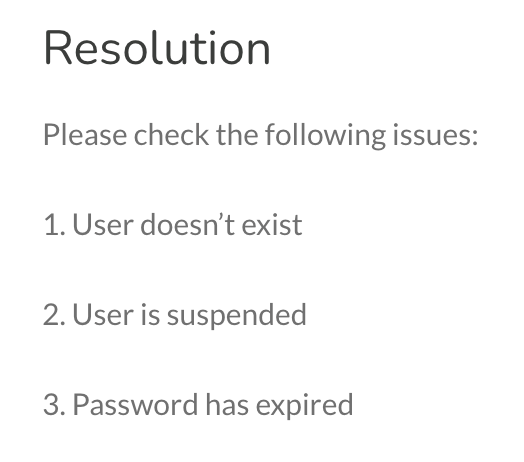 Resolution
Please check the following issues:
1. User doesn’t exist
2. User is suspended
3. Password has expired